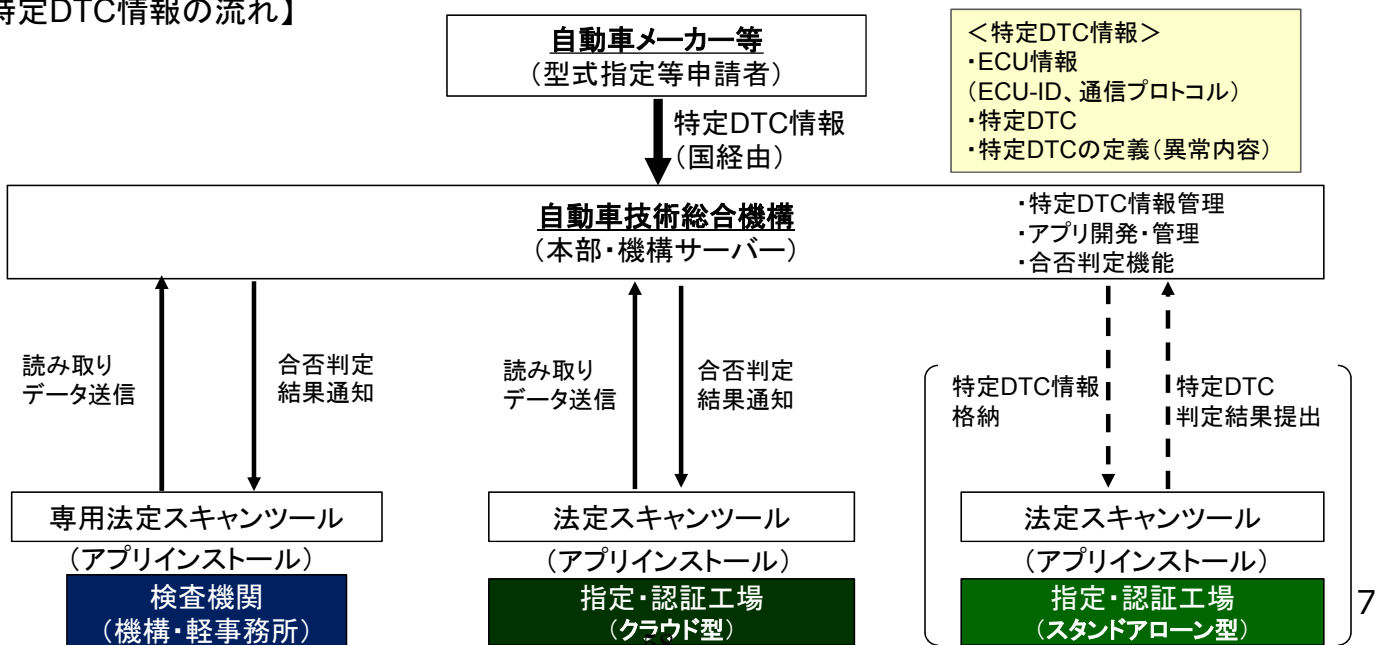 特定DTC情報の流れ】
自動車メーカー等
（型式指定等申請者）
＜特定DTC情報＞
・ECU情報
（ECU-ID、通信プロトコル）
・特定DTC
・特定DTCの定義（異常内容）
特定DTC情報
（国経由）
自動車技術総合機構
（本部・機構サーバー）
・特定DTC情報管理
・アプリ開発・管理
・合否判定機能
読み取り
データ送信
合否判定
結果通知
読み取り
データ送信
合否判定
結果通知
特定DTC情報
格納
特定DTC
判定結果提出
専用法定スキャンツール
（アプリインストール）
検査機関
（機構・軽事務所）
法定スキャンツール
（アプリインストール）
指定・認証工場
（クラウド型）
法定スキャンツール
（アプリインストール）
指定・認証工場
（スタンドアローン型）
7